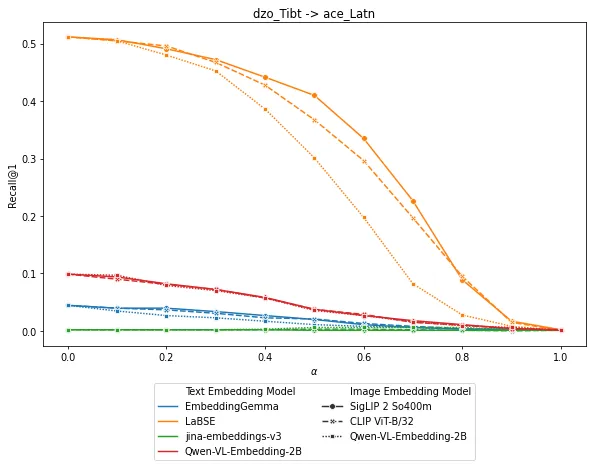 dzo_Tibt -> ace_Latn
Recall@1
0.5
0.4
0.3
0.2
0.1
0.0
0.0 0.2 0.4 0.6 0.8 1.0
α
Text Embedding Model
EmbeddingGemma
LaBSE
jina-embeddings-v3
Qwen-VL-Embedding-2B
Image Embedding Model
SigLIP 2 So400m
CLIP ViT-B/32
Qwen-VL-Embedding-2B